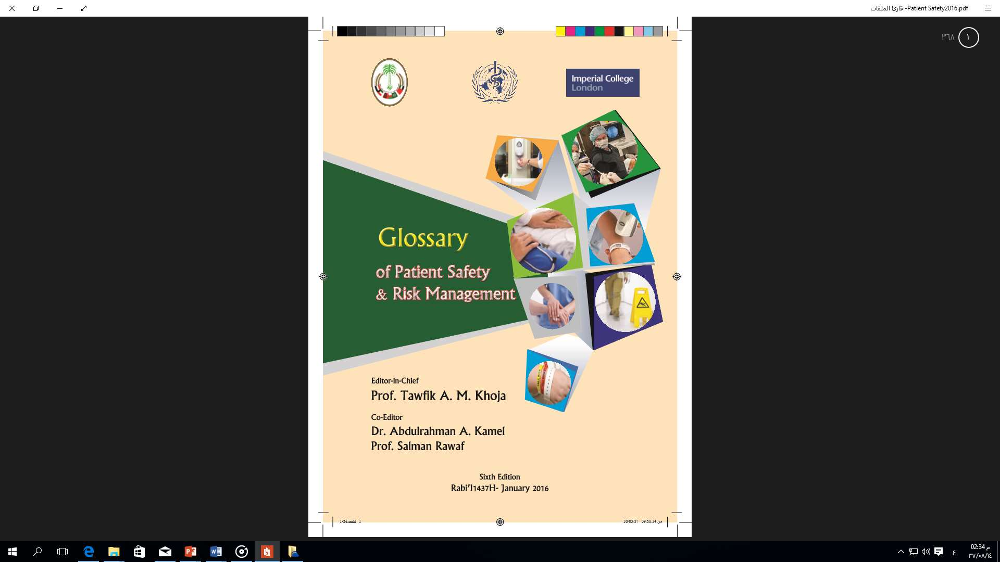 Patient Safety2016.pdf- قارئ الملفات
١
٣٦٨
Imperial College
London
Glossary
of Patient Safety
& Risk Management
Editor-in-Chief
Prof. Tawfik A. M. Khoja
Co-Editor
Dr. Abdulrahman A. Kamel
Prof. Salman Rawaf
Sixth Edition
Rabi’I1437H- January 2016
1-26.indd 1
30/03/37 09:50:34 ص
ع
02:34 م
٣٧/٠٨/١٤